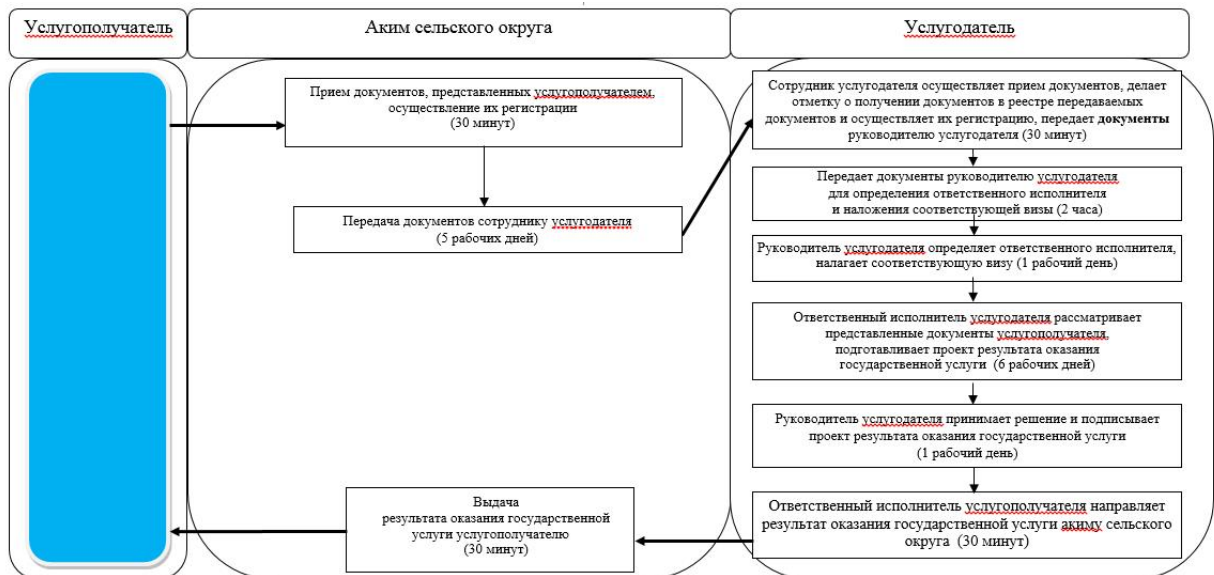 Услугополучатель
Аким сельского округа
Услугодатель
Прием документов, представленных услугополучателем,
осуществление их регистрации
(30 минут)
Передача документов сотруднику услугодателя
(5 рабочих дней)
Сотрудник услугодателя осуществляет прием документов, делает
отметку о получении документов в реестре передаваемых
документов и осуществляет их регистрацию, передает документы
руководителю услугодателя (30 минут)
Передает документы руководителю услугодателя
для определения ответственного исполнителя
и наложения соответствующей визы (2 часа)
Руководитель услугодателя определяет ответственного исполнителя,
налагает соответствующую визу (1 рабочий день)
Ответственный исполнитель услугодателя рассматривает
представленные документы услугополучателя,
подготавливает проект результата оказания
государственной услуги (6 рабочих дней)
Руководитель услугодателя принимает решение и подписывает
проект результата оказания государственной услуги
(1 рабочий день)
Ответственный исполнитель услугополучателя направляет
результат оказания государственной услуги акиму сельского
округа (30 минут)
Выдача
результата оказания государственной
услуги услугополучателю
(30 минут)